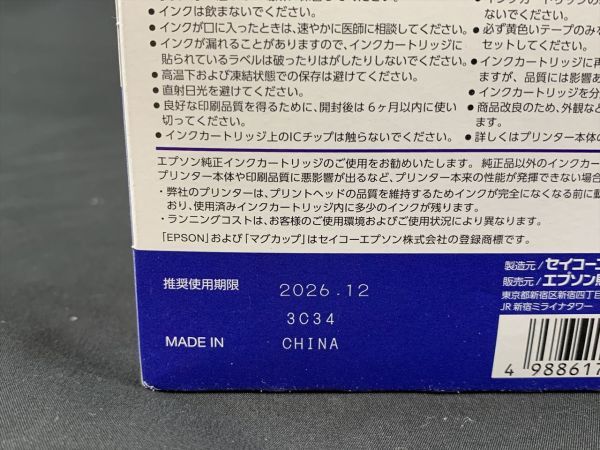 • インクは飲まないでください。
• インクが口に入ったときは、速やかに医師に相談してください。
• インクが漏れることがありますので、インクカートリッジに
貼られているラベルは破ったりはがしたりしないでください。
• 高温下および凍結状態での保存は避けてください。
• 直射日光を避けてください。
• 良好な印刷品質を得るために、開封後は6ヶ月以内に使い
切ってください。
• インクカートリッジ上のICチップは触らないでください。
ないでください。
• 必ず黄色いテープのみを
セットしてください。
• インクカートリッジに再
ますが、品質には影響あ
• インクカートリッジを分
• 商品改良のため、外観な
• 詳しくはプリンター本体の
エプソン純正インクカートリッジのご使用をお勧めいたします。純正品以外のインクカー
プリンター本体や印刷品質に悪影響が出るなど、プリンター本来の性能が発揮できない場合
・弊社のプリンターは、プリントヘッドの品質を維持するためインクが完全になくなる前に動
おり、使用済みインクカートリッジ内に多少のインクが残ります。
・ランニングコストは、お客様のご使用環境およびご使用状況により異なります。
「EPSON」および「マグカップ」はセイコーエプソン株式会社の登録商標です。
推奨使用期限 2026.12
3C34
MADE IN CHINA
製造元/セイコーエ
販売元/エプソン販
東京都新宿区新宿四丁目
JR新宿ミライナタワー
4 988617